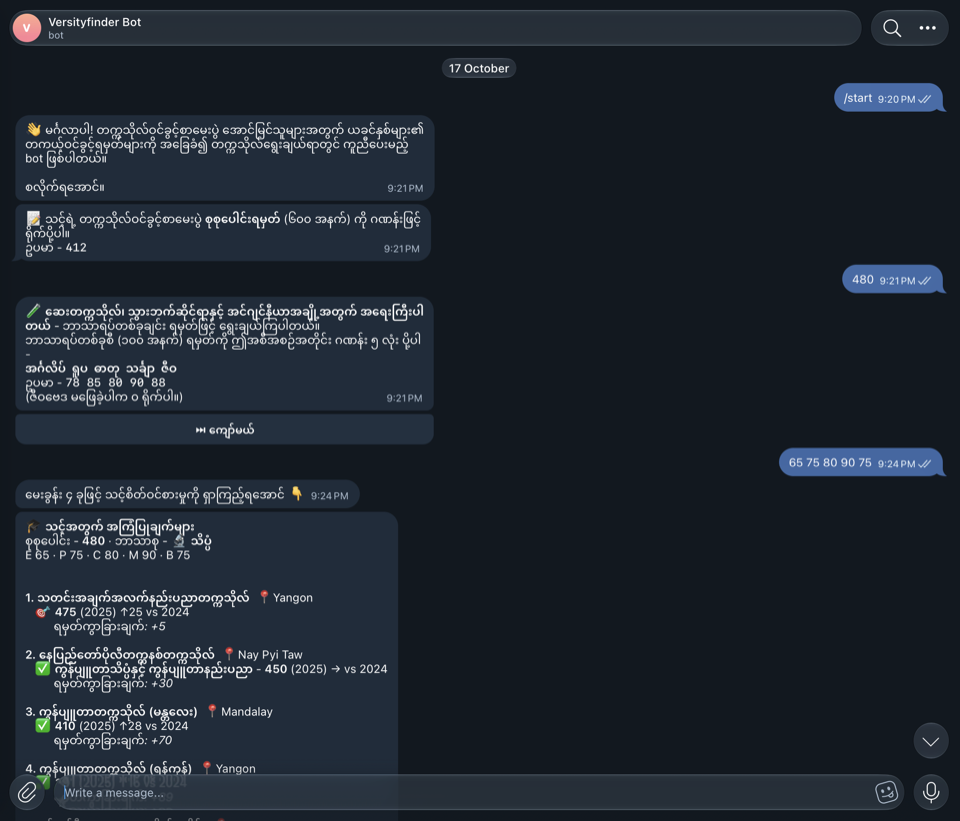 Versityfinder Bot
bot
17 October
/start 9:20 PM
👋 မင်္ဂလာပါ! တက္ကသိုလ်ဝင်ခွင့်စာမေးပွဲ အောင်မြင်သူများအတွက် ယခင်နှစ်များ၏
တကယ့်ဝင်ခွင့်ရမှတ်များကို အခြေခံ၍ တက္ကသိုလ်ရွေးချယ်ရာတွင် ကူညီပေးမည့်
bot ဖြစ်ပါတယ်။
စလိုက်ရအောင်။ 9:21 PM
📝 သင့်ရဲ့ တက္ကသိုလ်ဝင်ခွင့်စာမေးပွဲ စုစုပေါင်းရမှတ် (၆၀၀ အနက်) ကို ဂဏန်းဖြင့်
ရိုက်ပို့ပါ။
ဥပမာ - 412 9:21 PM
480 9:21 PM
🧪 ဆေးတက္ကသိုလ်၊ သွားဘက်ဆိုင်ရာနှင့် အင်ဂျင်နီယာအချို့အတွက် အရေးကြီးပါ
တယ် - ဘာသာရပ်တစ်ခုချင်း ရမှတ်ဖြင့် ရွေးချယ်ကြပါတယ်။
ဘာသာရပ်တစ်ခုစီ (၁၀၀ အနက်) ရမှတ်ကို ဤအစီအစဉ်အတိုင်း ဂဏန်း ၅ လုံး ပို့ပါ
-
အင်္ဂလိပ် ရူပ ဓာတု သင်္ချာ ဇီဝ
ဥပမာ - 78 85 80 90 88
(ဇီဝဗေဒ မဖြေခဲ့ပါက ၀ ရိုက်ပါ။) 9:21 PM
⏭ ကျော်မယ်
65 75 80 90 75 9:24 PM
မေးခွန်း ၄ ခုဖြင့် သင့်စိတ်ဝင်စားမှုကို ရှာကြည့်ရအောင် 👇 9:24 PM
🎓 သင့်အတွက် အကြံပြုချက်များ
စုစုပေါင်း - 480 · ဘာသာစု - 🔬 သိပ္ပံ
E 65 · P 75 · C 80 · M 90 · B 75
1. သတင်းအချက်အလက်နည်းပညာတက္ကသိုလ် 📍 Yangon
🎯 475 (2025) ↑25 vs 2024
ရမှတ်ကွာခြားချက်: +5
2. နေပြည်တော်ပိုလီတက္ကနစ်တက္ကသိုလ် 📍 Nay Pyi Taw
✅ ကွန်ပျူတာသိပ္ပံနှင့် ကွန်ပျူတာနည်းပညာ - 450 (2025) → vs 2024
ရမှတ်ကွာခြားချက်: +30
3. ကွန်ပျူတာတက္ကသိုလ် (မန္တလေး) 📍 Mandalay
✅ 410 (2025) ↑28 vs 2024
ရမှတ်ကွာခြားချက်: +70
4. ကွန်ပျူတာတက္ကသိုလ် (ရန်ကုန်) 📍 Yangon
Write a message...